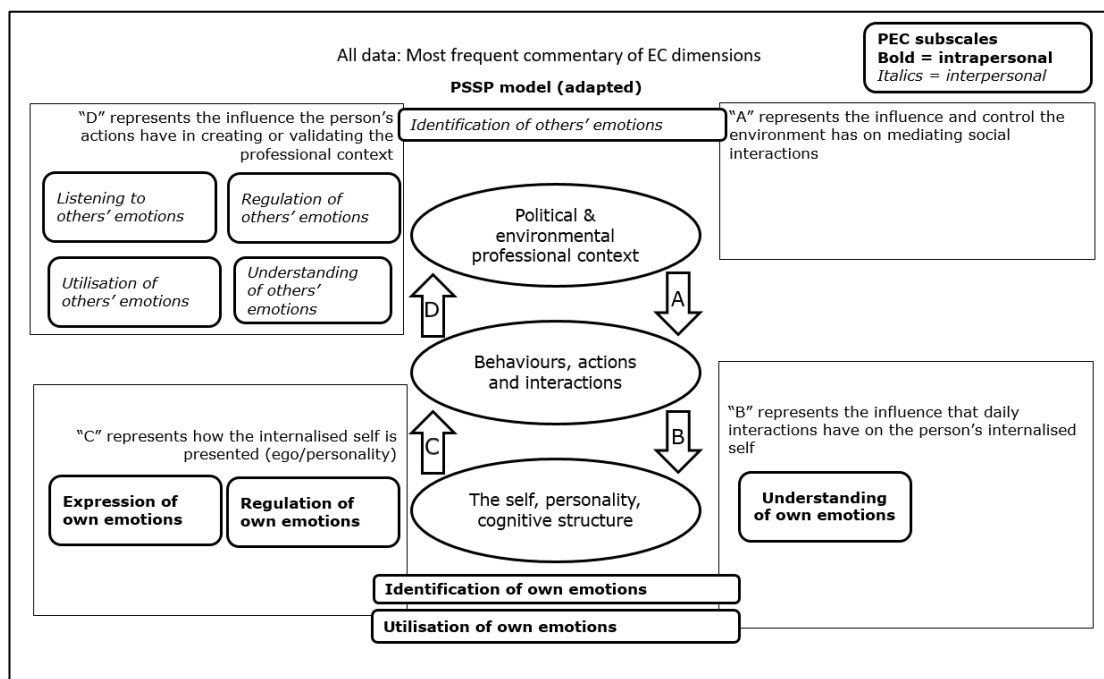 All data: Most frequent commentary of EC dimensions
PSSP model (adapted)
PEC subscales
Bold = intrapersonal
Italics = interpersonal
"D" represents the influence the person's
actions have in creating or validating the
professional context
Identification of others' emotions
"A" represents the influence and control the
environment has on mediating social
interactions
Listening to
others' emotions
Regulation of
others' emotions
Utilisation of
others' emotions
Understanding
of others'
emotions
Political &
environmental
professional context
D
A
Behaviours, actions
and interactions
"C" represents how the internalised self is
presented (ego/personality)
Expression of
own emotions
Regulation of
own emotions
C
B
The self, personality,
cognitive structure
"B" represents the influence that daily
interactions have on the person's internalised
self
Understanding
of own emotions
Identification of own emotions
Utilisation of own emotions